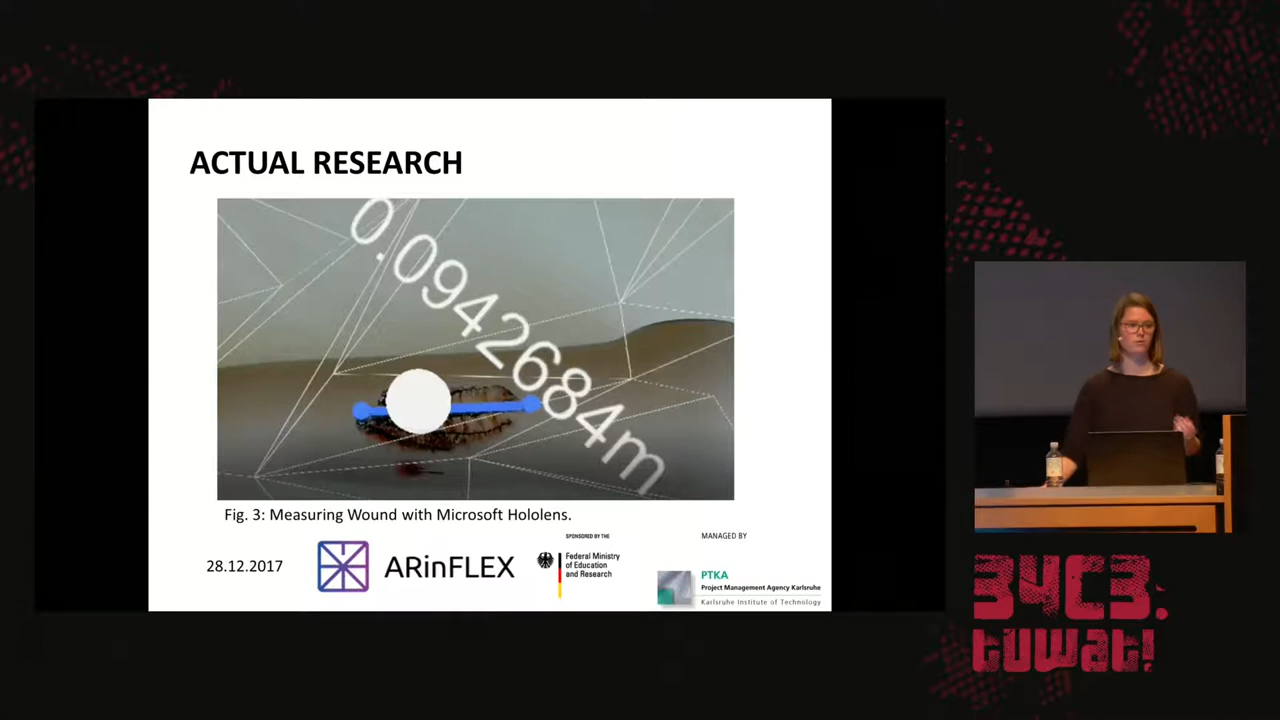 ACTUAL RESEARCH
0.0942684m
Fig. 3: Measuring Wound with Microsoft Hololens.
28.12.2017
ARinFLEX
SPONSORED BY THE
Federal Ministry
of Education
and Research
MANAGED BY
PTKA
Project Management Agency Karlsruhe
Karlsruhe Institute of Technology
34C3.
tuwat!